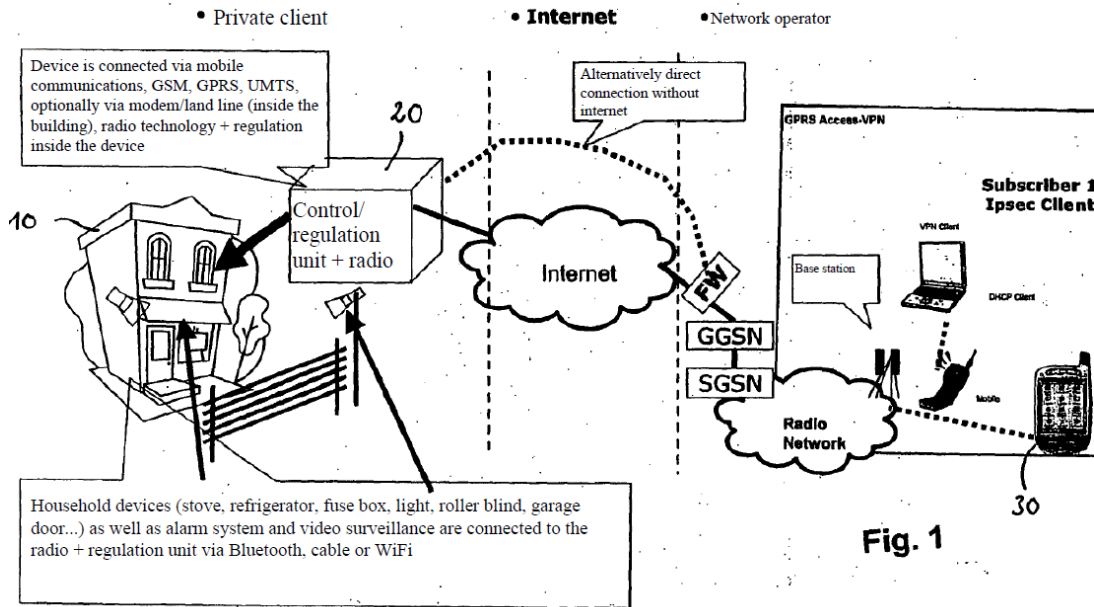 • Private client
• Internet
• Network operator
Device is connected via mobile
communications, GSM, GPRS, UMTS,
optionally via modem/land line (inside the
building), radio technology + regulation
inside the device
20
Alternatively direct
connection without
internet
GPRS Access-VPN
Subscriber 1
Ipsec Client
10
Control/
regulation
unit + radio
Internet
FW
VPN Client
Base station
DHCP Client
GGSN
SGSN
Radio
Network
Mobile
30
Household devices (stove, refrigerator, fuse box, light, roller blind, garage
door...) as well as alarm system and video surveillance are connected to the
radio + regulation unit via Bluetooth, cable or WiFi
Fig. 1